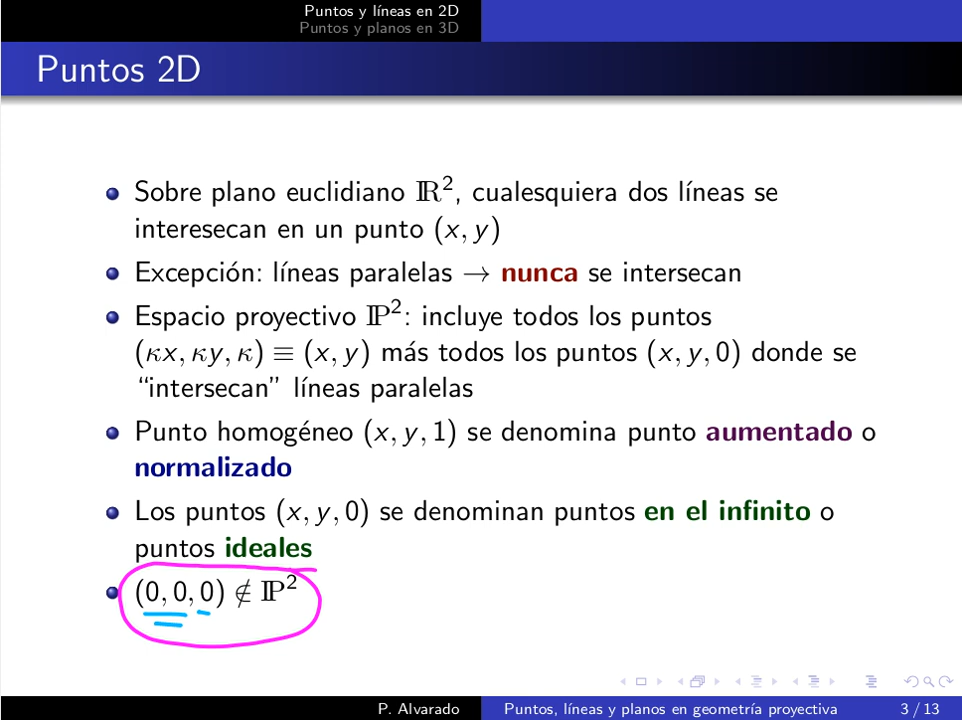 Puntos y líneas en 2D
Puntos y planos en 3D
Puntos 2D
Sobre plano euclidiano ℝ², cualesquiera dos líneas se
interesecan en un punto (x, y)
Excepción: líneas paralelas → nunca se intersecan
Espacio proyectivo ℙ²: incluye todos los puntos
(κx, κy, κ) ≡ (x, y) más todos los puntos (x, y, 0) donde se
“intersecan” líneas paralelas
Punto homogéneo (x, y, 1) se denomina punto aumentado o
normalizado
Los puntos (x, y, 0) se denominan puntos en el infinito o
puntos ideales
(0, 0, 0) ∉ ℙ²
P. Alvarado Puntos, líneas y planos en geometría proyectiva 3 / 13